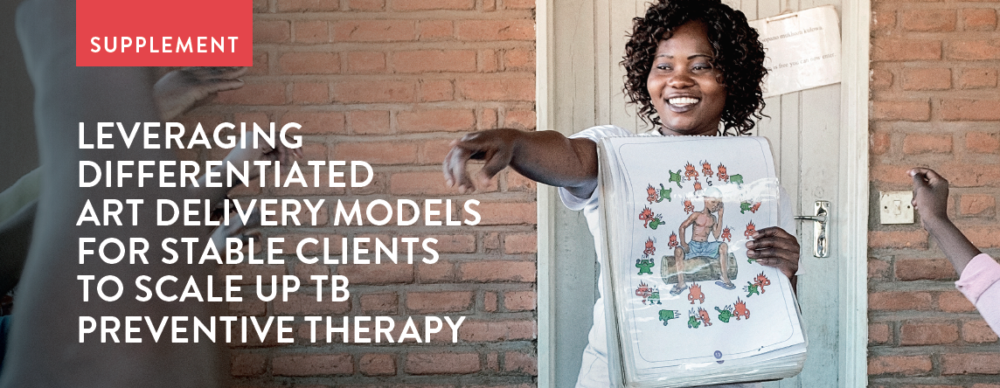 SUPPLEMENT
LEVERAGING
DIFFERENTIATED
ART DELIVERY MODELS
FOR STABLE CLIENTS
TO SCALE UP TB
PREVENTIVE THERAPY